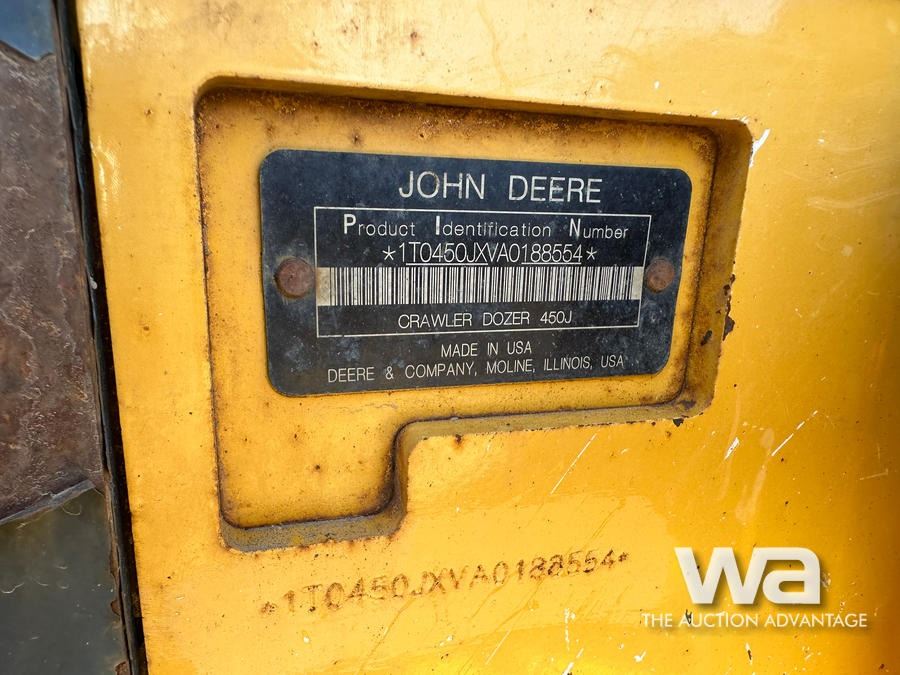 JOHN DEERE
Product Identification Number
*1T0450JXVA0188554*
CRAWLER DOZER 450J
MADE IN USA
DEERE & COMPANY, MOLINE, ILLINOIS, USA
*1T0450JXVA0188554*
wa
THE AUCTION ADVANTAGE